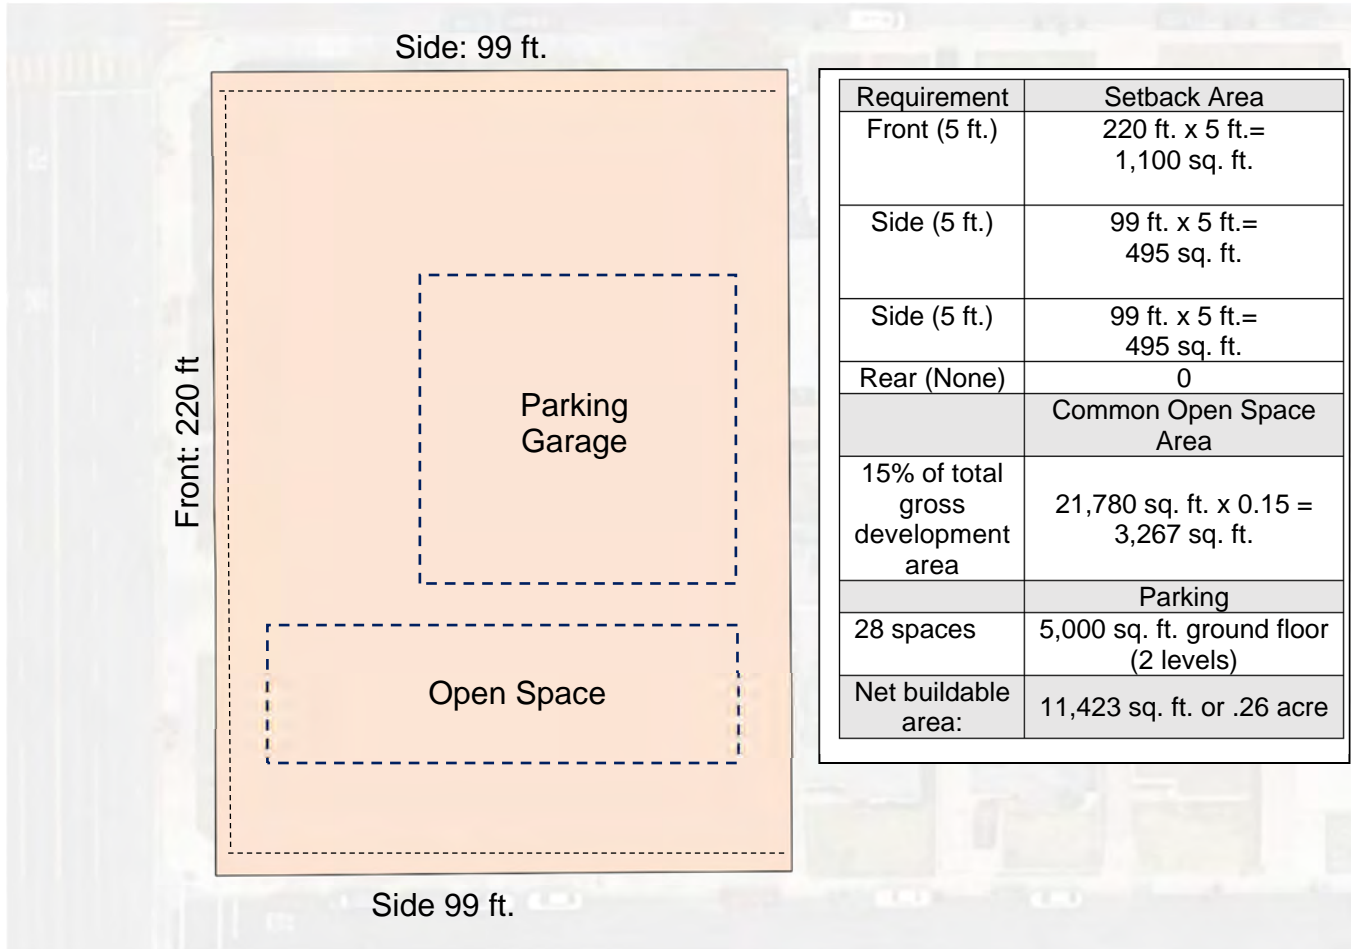 Side: 99 ft.
Front: 220 ft
Parking
Garage
Open Space
Side 99 ft.
Requirement
Setback Area
Front (5 ft.)
220 ft. x 5 ft.=
1,100 sq. ft.
Side (5 ft.)
99 ft. x 5 ft.=
495 sq. ft.
Side (5 ft.)
99 ft. x 5 ft.=
495 sq. ft.
Rear (None)
0
Common Open Space
Area
15% of total
gross
development
area
21,780 sq. ft. x 0.15 =
3,267 sq. ft.
Parking
28 spaces
5,000 sq. ft. ground floor
(2 levels)
Net buildable
area:
11,423 sq. ft. or .26 acre